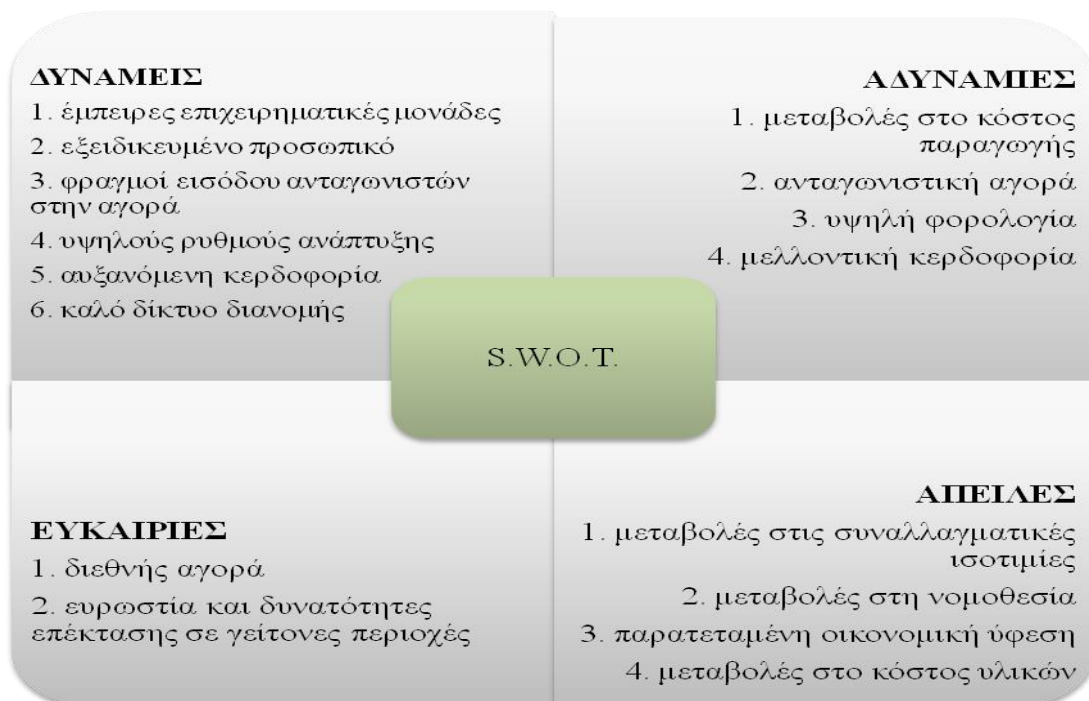 ΔΥΝΑΜΕΙΣ
1. έμπειρες επιχειρηματικές μονάδες
2. εξειδικευμένο προσωπικό
3. φραγμοί εισόδου ανταγωνιστών
στην αγορά
4. υψηλούς ρυθμούς ανάπτυξης
5. αυξανόμενη κερδοφορία
6. καλό δίκτυο διανομής
ΑΔΥΝΑΜΙΕΣ
1. μεταβολές στο κόστος
παραγωγής
2. ανταγωνιστική αγορά
3. υψηλή φορολογία
4. μελλοντική κερδοφορία
S.W.O.T.
ΕΥΚΑΙΡΙΕΣ
1. διεθνής αγορά
2. ευρωστία και δυνατότητες
επέκτασης σε γείτονες περιοχές
ΑΠΕΙΛΕΣ
1. μεταβολές στις συναλλαγματικές
ισοτιμίες
2. μεταβολές στη νομοθεσία
3. παρατεταμένη οικονομική ύφεση
4. μεταβολές στο κόστος υλικών